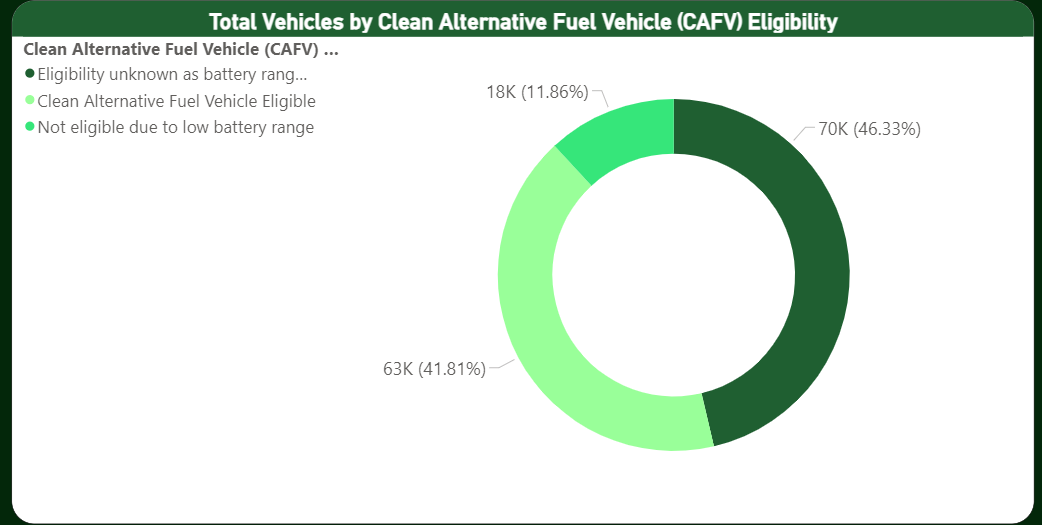 Total Vehicles by Clean Alternative Fuel Vehicle (CAFV) Eligibility
Clean Alternative Fuel Vehicle (CAFV) ...
Eligibility unknown as battery rang...
Clean Alternative Fuel Vehicle Eligible
Not eligible due to low battery range
18K (11.86%)
70K (46.33%)
63K (41.81%)